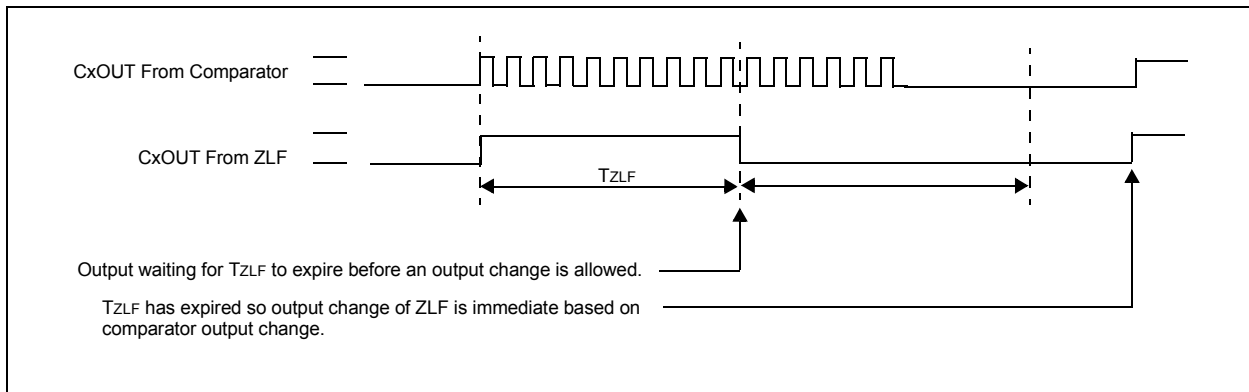 CxOUT From Comparator
CxOUT From ZLF
TZLF
Output waiting for TZLF to expire before an output change is allowed.
TZLF has expired so output change of ZLF is immediate based on
comparator output change.